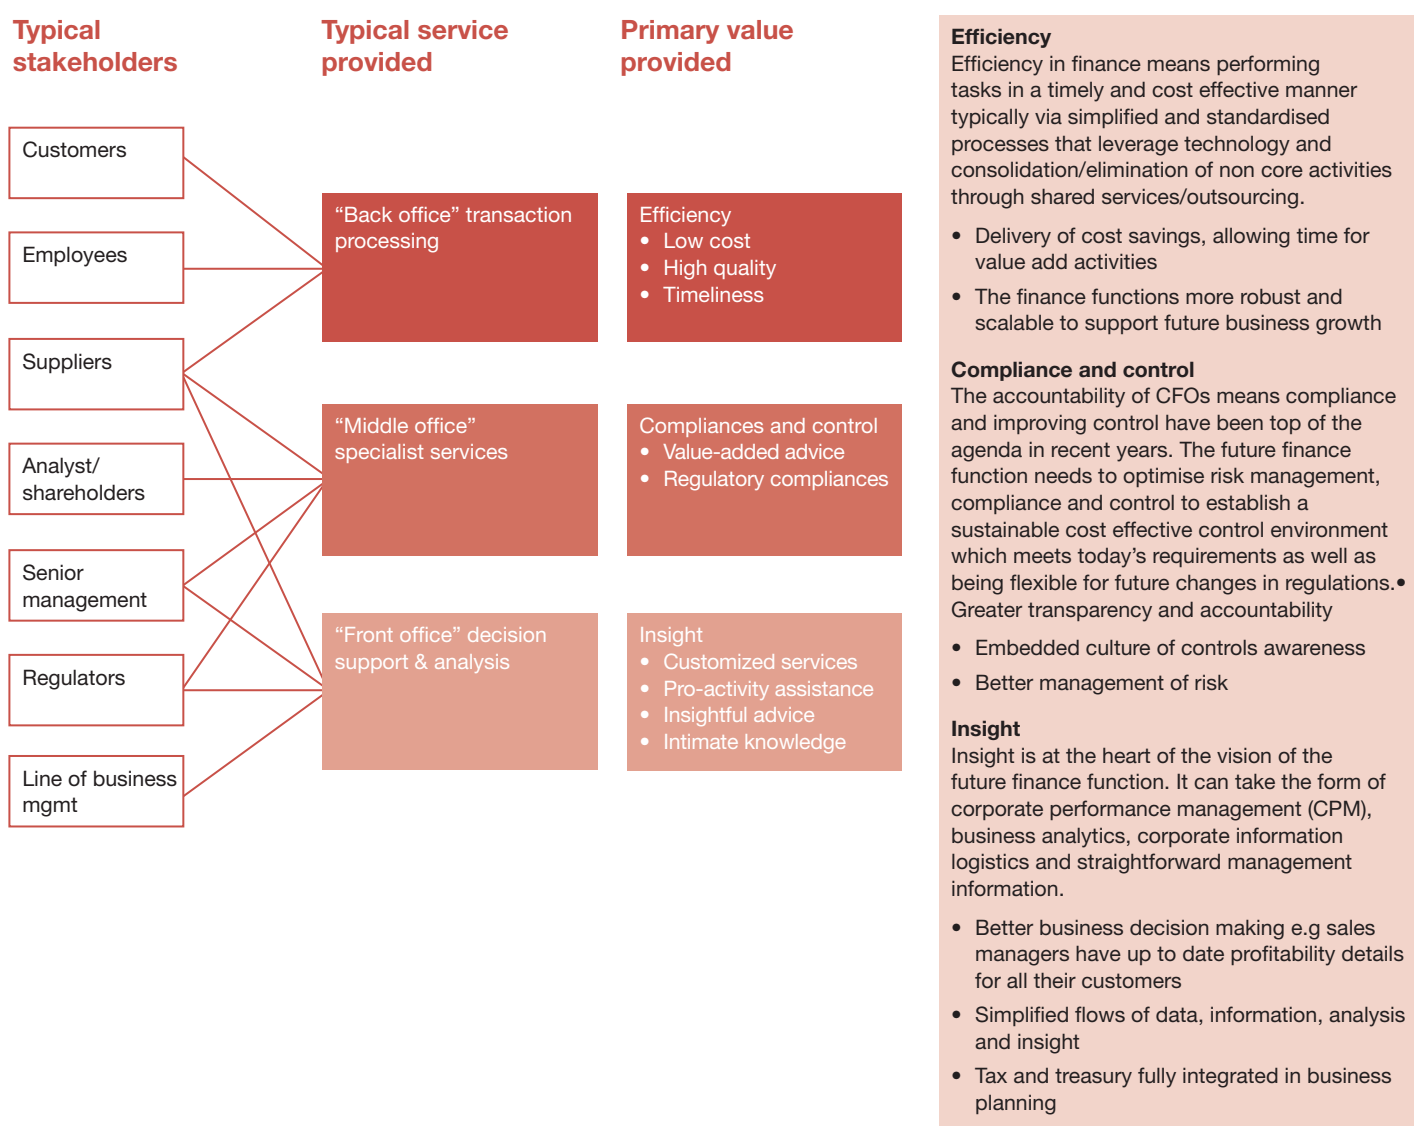 Typical
stakeholders
Customers
Employees
Suppliers
Analyst/
shareholders
Senior
management
Regulators
Line of business
mgmt
Typical service
provided
“Back office” transaction
processing
“Middle office”
specialist services
“Front office” decision
support & analysis
Primary value
provided
Efficiency
• Low cost
• High quality
• Timeliness
Compliances and control
• Value-added advice
• Regulatory compliances
Insight
• Customized services
• Pro-activity assistance
• Insightful advice
• Intimate knowledge
Efficiency
Efficiency in finance means performing
tasks in a timely and cost effective manner
typically via simplified and standardised
processes that leverage technology and
consolidation/elimination of non core activities
through shared services/outsourcing.
• Delivery of cost savings, allowing time for
value add activities
• The finance functions more robust and
scalable to support future business growth
Compliance and control
The accountability of CFOs means compliance
and improving control have been top of the
agenda in recent years. The future finance
function needs to optimise risk management,
compliance and control to establish a
sustainable cost effective control environment
which meets today’s requirements as well as
being flexible for future changes in regulations.•
Greater transparency and accountability
• Embedded culture of controls awareness
• Better management of risk
Insight
Insight is at the heart of the vision of the
future finance function. It can take the form of
corporate performance management (CPM),
business analytics, corporate information
logistics and straightforward management
information.
• Better business decision making e.g sales
managers have up to date profitability details
for all their customers
• Simplified flows of data, information, analysis
and insight
• Tax and treasury fully integrated in business
planning